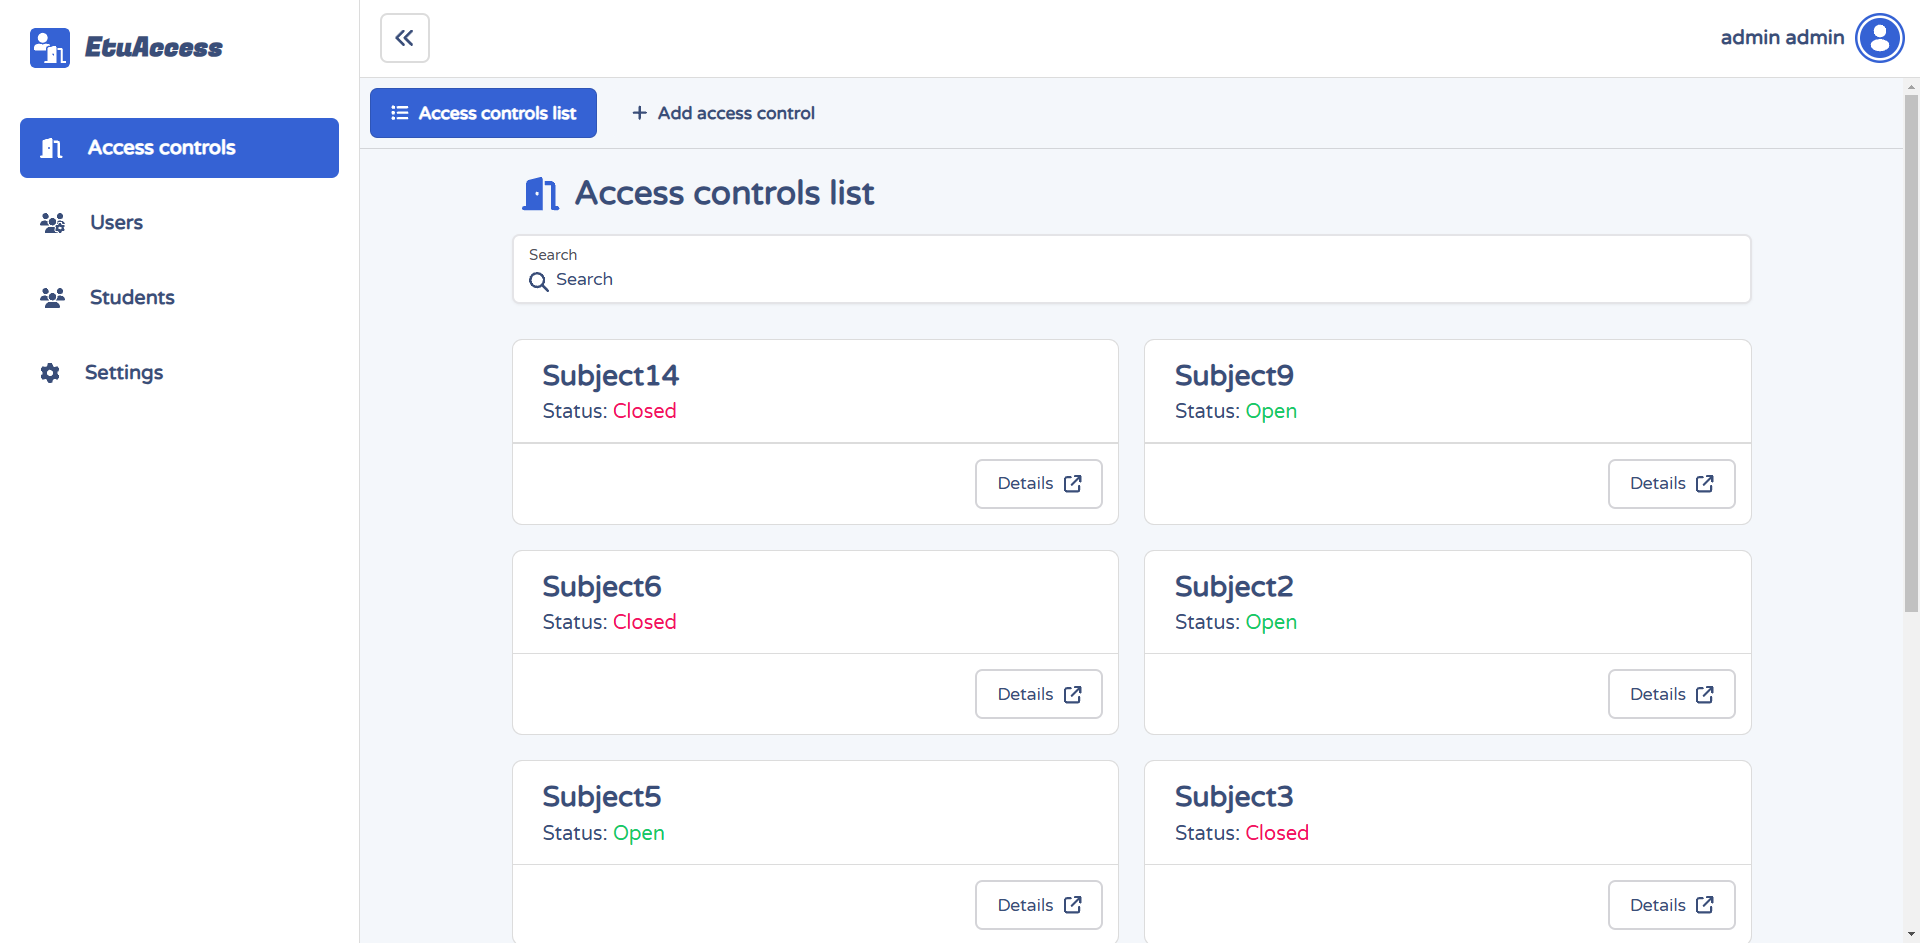 EtuAccess
admin admin
Access controls
Users
Students
Settings
Access controls list
Add access control
Access controls list
Search
Search
Subject14
Status: Closed
Details
Subject9
Status: Open
Details
Subject6
Status: Closed
Details
Subject2
Status: Open
Details
Subject5
Status: Open
Details
Subject3
Status: Closed
Details